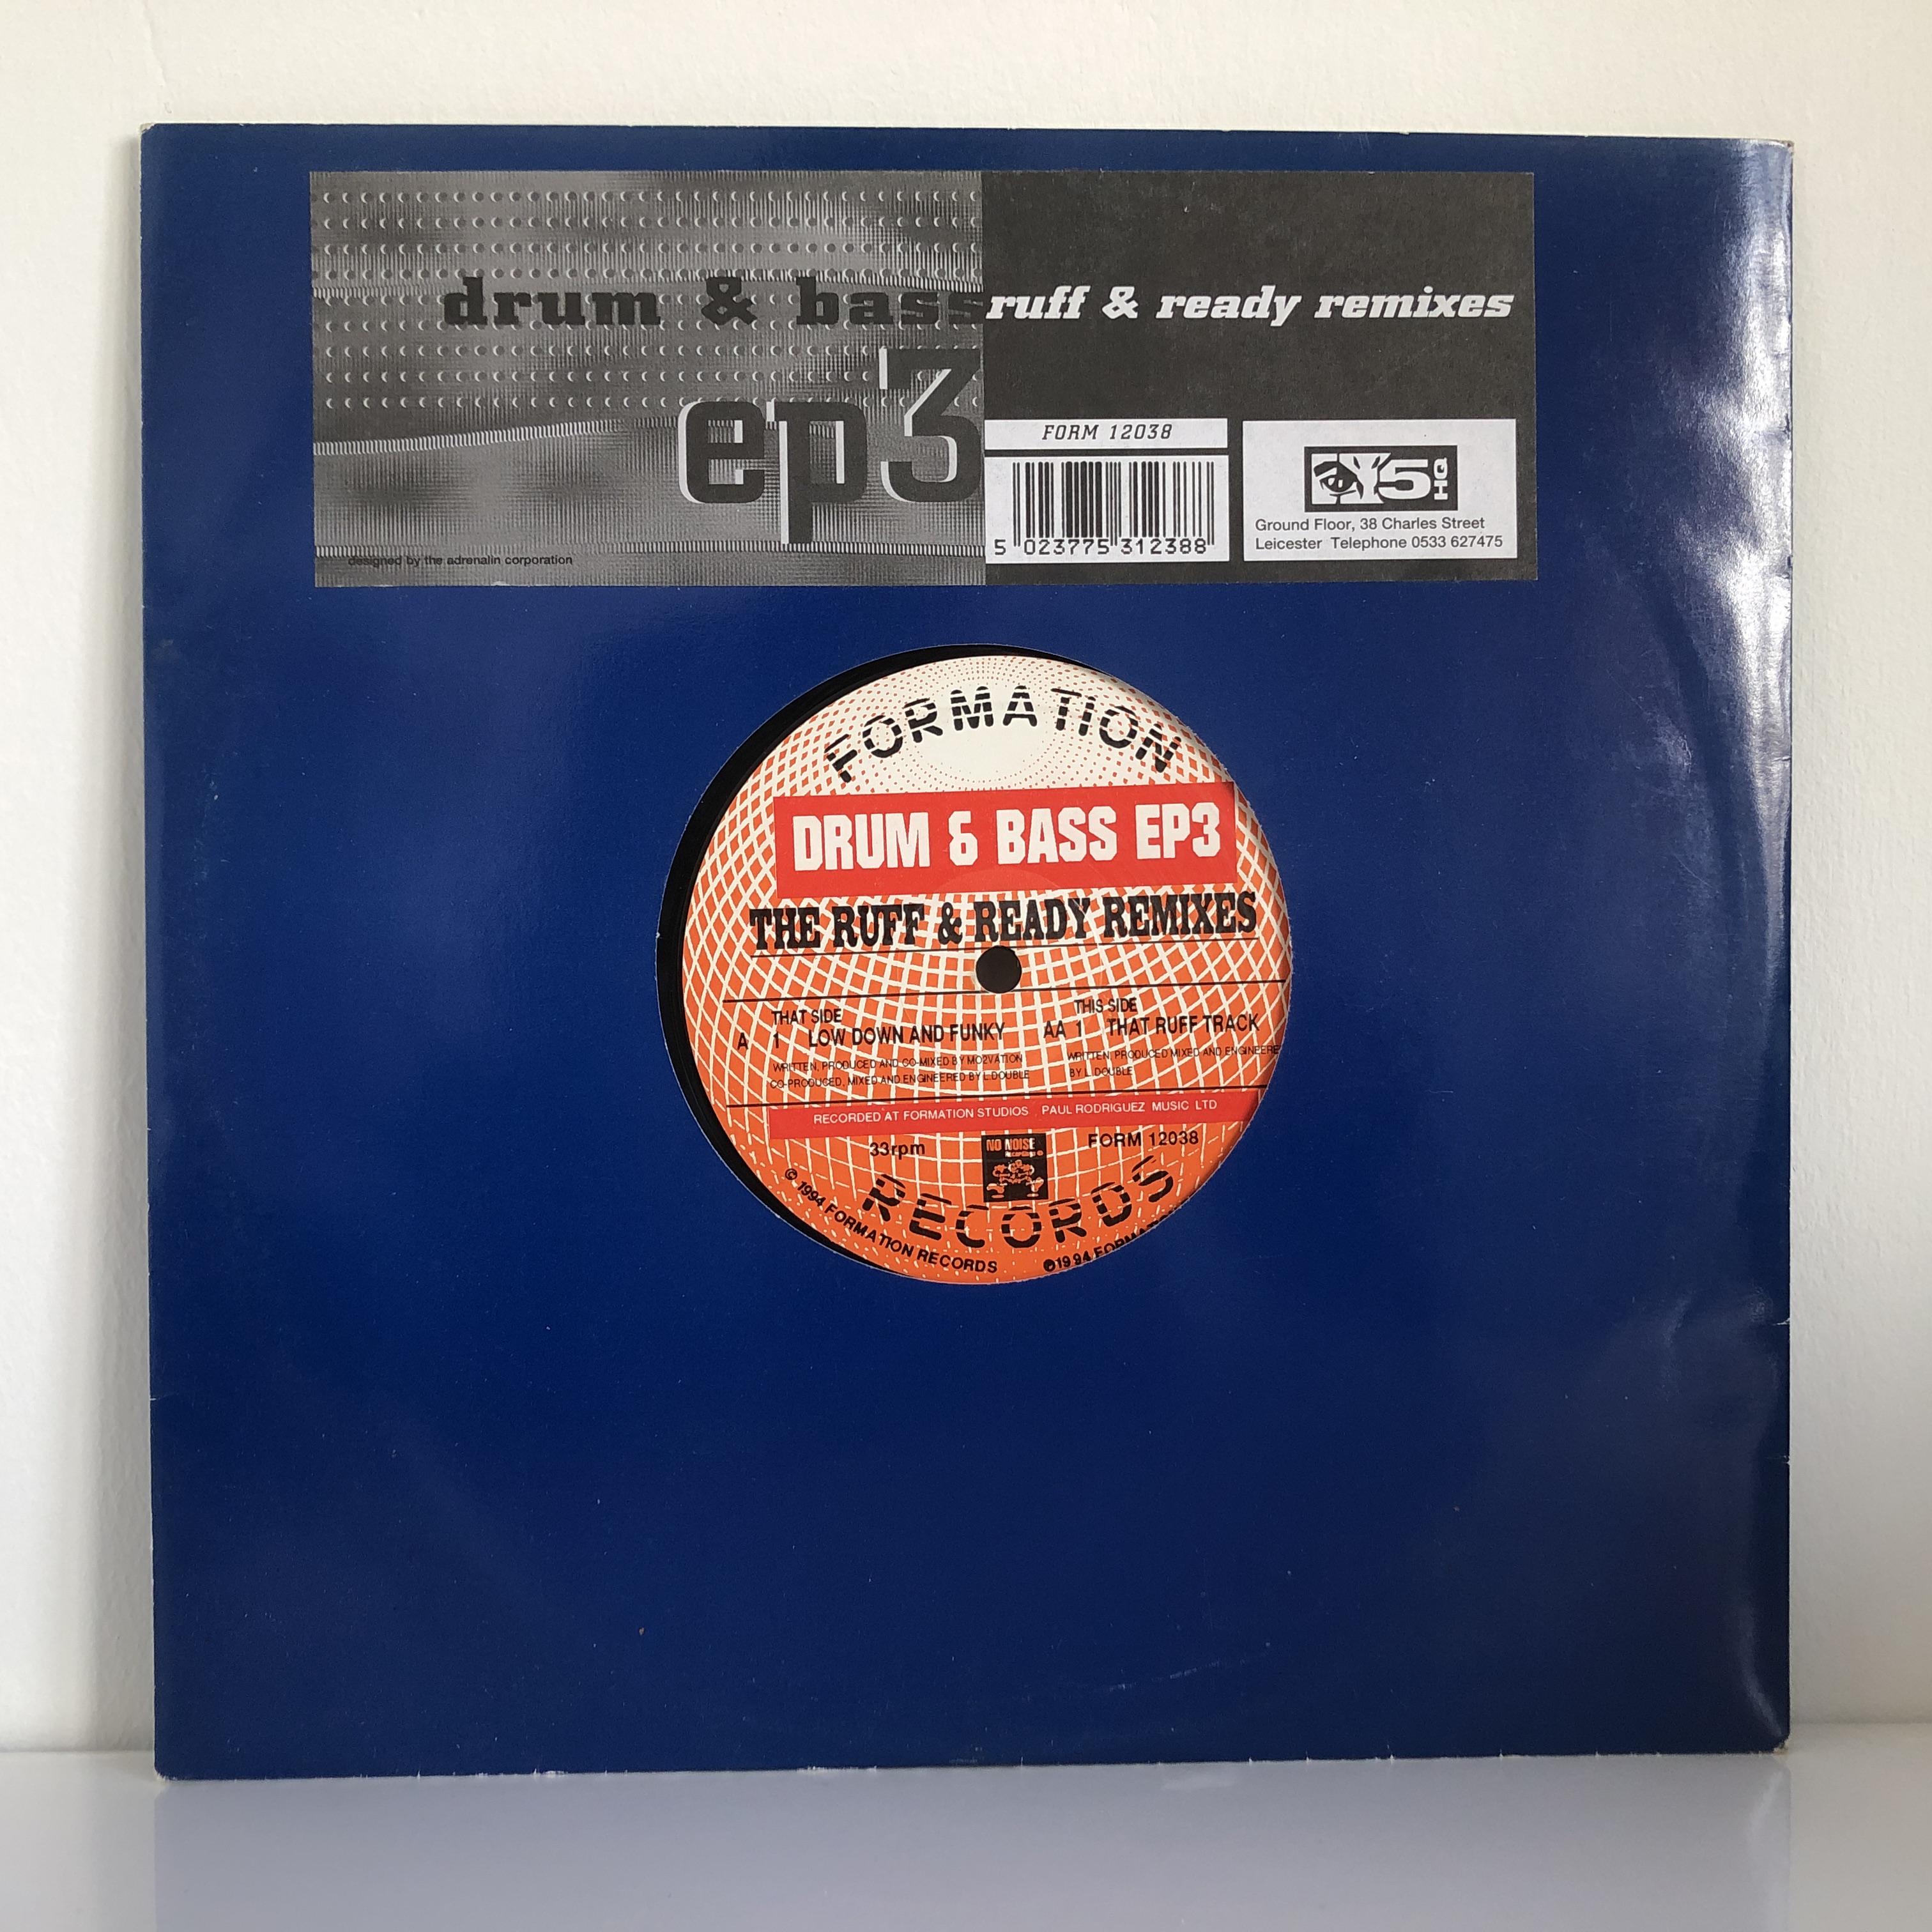 drum & bass
ruff & ready remixes
ep3
FORM 12038
5 023775 312388
5HQ
Ground Floor, 38 Charles Street
Leicester Telephone 0533 627475
designed by the adrenalin corporation
FORMATION
DRUM & BASS EP3
THE RUFF & READY REMIXES
THAT SIDE
A 1 LOW DOWN AND FUNKY
WRITTEN, PRODUCED AND CO-MIXED BY MO2VATION
CO-PRODUCED, MIXED AND ENGINEERED BY L.DOUBLE
THIS SIDE
AA 1 THAT RUFF TRACK
WRITTEN, PRODUCED MIXED AND ENGINEERE
BY L.DOUBLE
RECORDED AT FORMATION STUDIOS PAUL RODRIGUEZ MUSIC LTD
33rpm
NO NOISE
FORM 12038
RECORDS
© 1994 FORMATION RECORDS
℗1994 FORMA